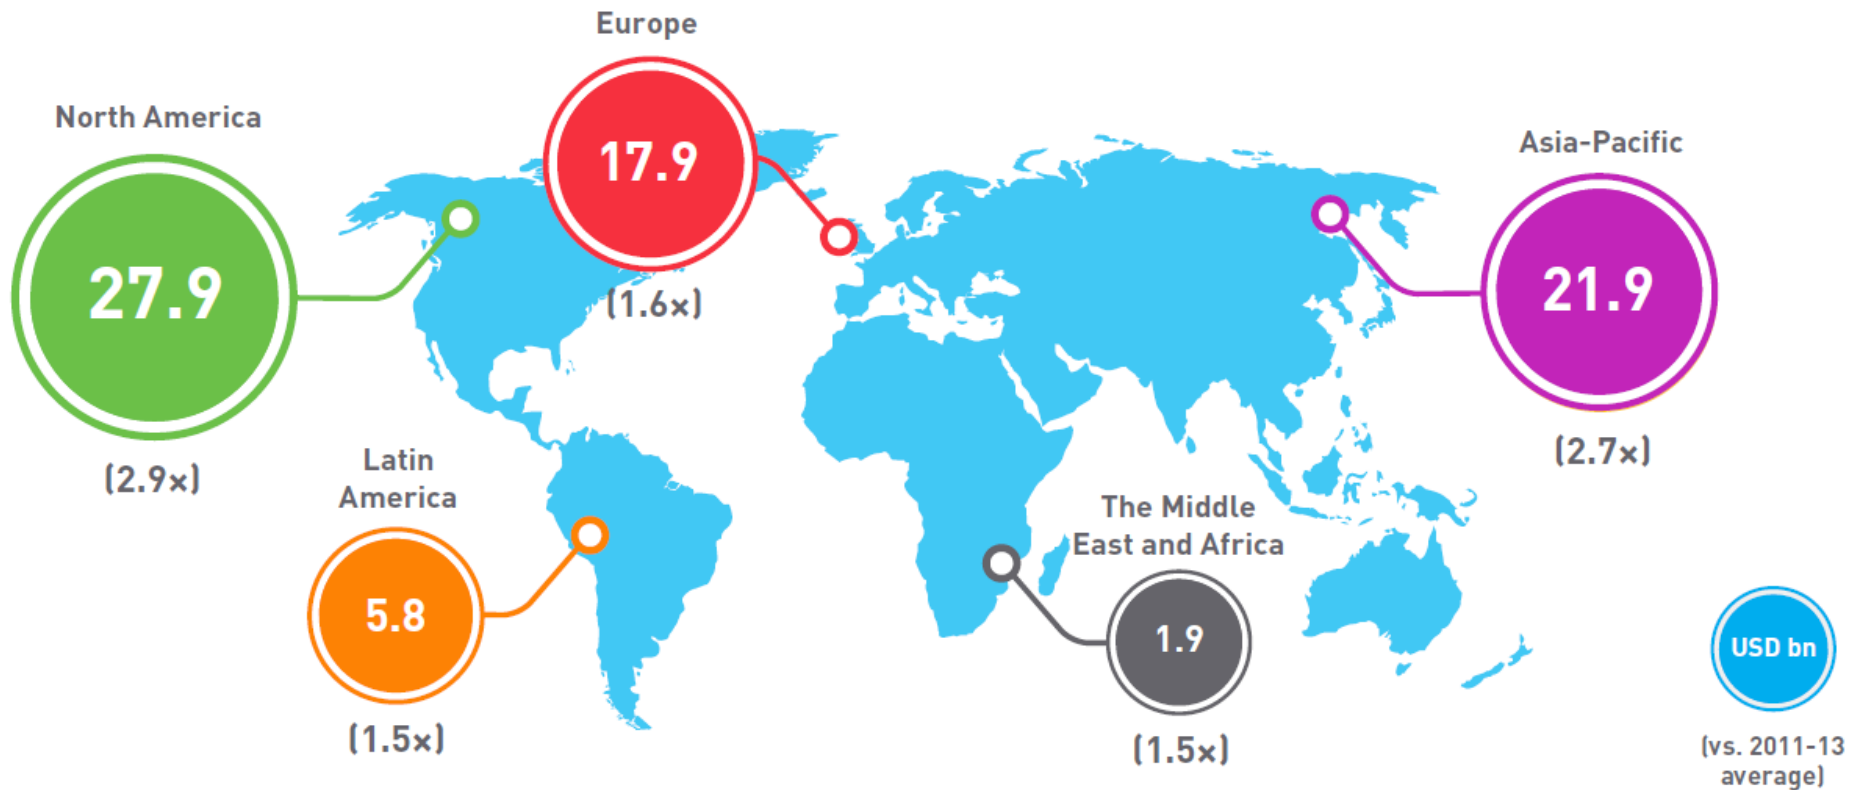 Europe
17.9
(1.6×)
North America
27.9
(2.9×)
Asia-Pacific
21.9
(2.7×)
Latin
America
5.8
(1.5×)
The Middle
East and Africa
1.9
(1.5×)
USD bn
(vs. 2011-13
average)